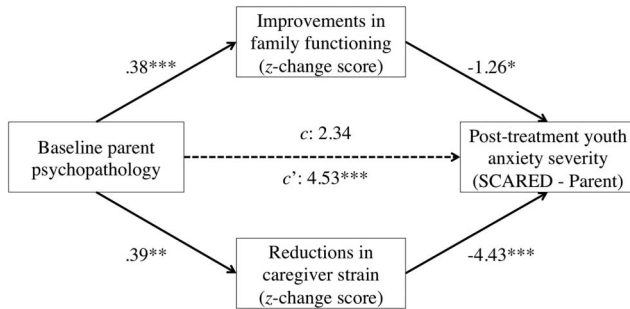 Improvements in
family functioning
(z-change score)
.38***
-1.26*
Baseline parent
psychopathology
c: 2.34
c’: 4.53***
Post-treatment youth
anxiety severity
(SCARED - Parent)
.39**
-4.43***
Reductions in
caregiver strain
(z-change score)